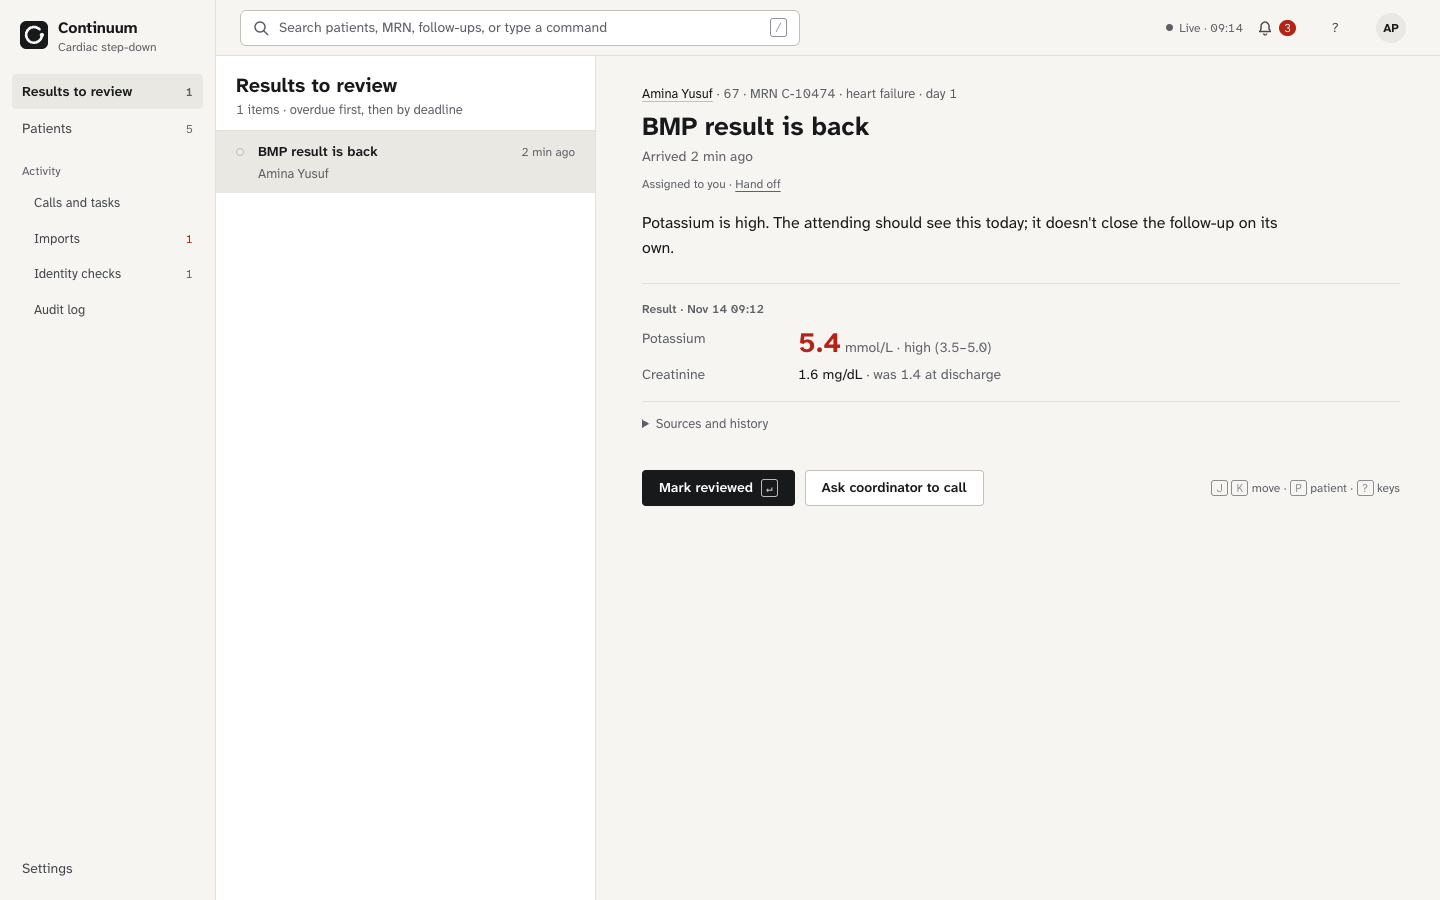 Continuum
Cardiac step-down
Results to review 1
Patients 5
Activity
Calls and tasks
Imports 1
Identity checks 1
Audit log
Settings
Search patients, MRN, follow-ups, or type a command /
Live · 09:14
3
?
AP
Results to review
1 items · overdue first, then by deadline
BMP result is back 2 min ago
Amina Yusuf
Amina Yusuf · 67 · MRN C-10474 · heart failure · day 1
BMP result is back
Arrived 2 min ago
Assigned to you · Hand off
Potassium is high. The attending should see this today; it doesn't close the follow-up on its
own.
Result · Nov 14 09:12
Potassium 5.4 mmol/L · high (3.5–5.0)
Creatinine 1.6 mg/dL · was 1.4 at discharge
Sources and history
Mark reviewed ↵
Ask coordinator to call
J K move · P patient · ? keys